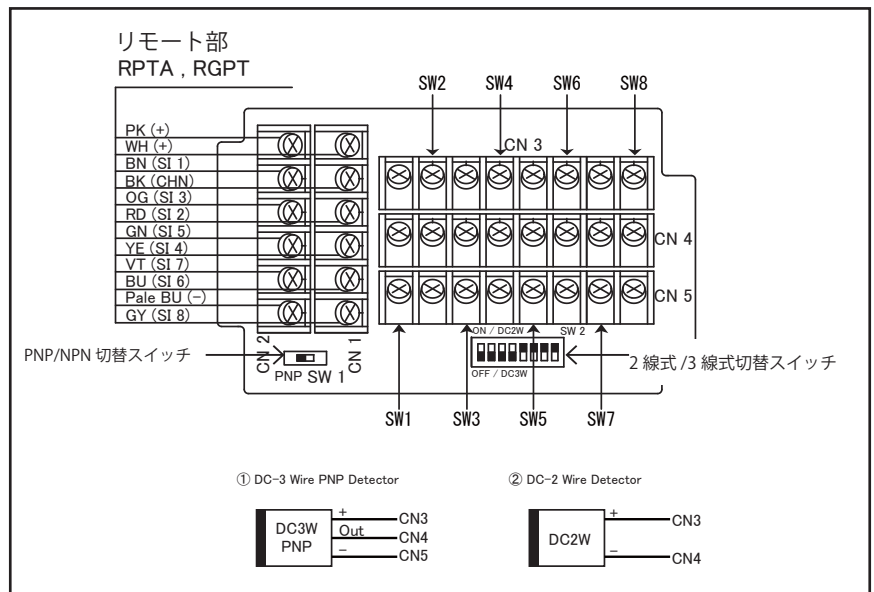 リモート部
RPTA , RGPT
SW2 SW4 SW6 SW8
PK (+)
WH (+)
BN (SI 1)
BK (CHN)
OG (SI 3)
RD (SI 2)
GN (SI 5)
YE (SI 4)
VT (SI 7)
BU (SI 6)
Pale BU (−)
GY (SI 8)
CN 3
CN 4
CN 5
CN 2
CN 1
PNP/NPN 切替スイッチ
PNP SW 1
ON / DC2W SW 2
OFF / DC3W
2 線式 /3 線式切替スイッチ
SW1 SW3 SW5 SW7
① DC-3 Wire PNP Detector
DC3W
PNP
+ CN3
Out CN4
− CN5
② DC-2 Wire Detector
DC2W
+ CN3
− CN4